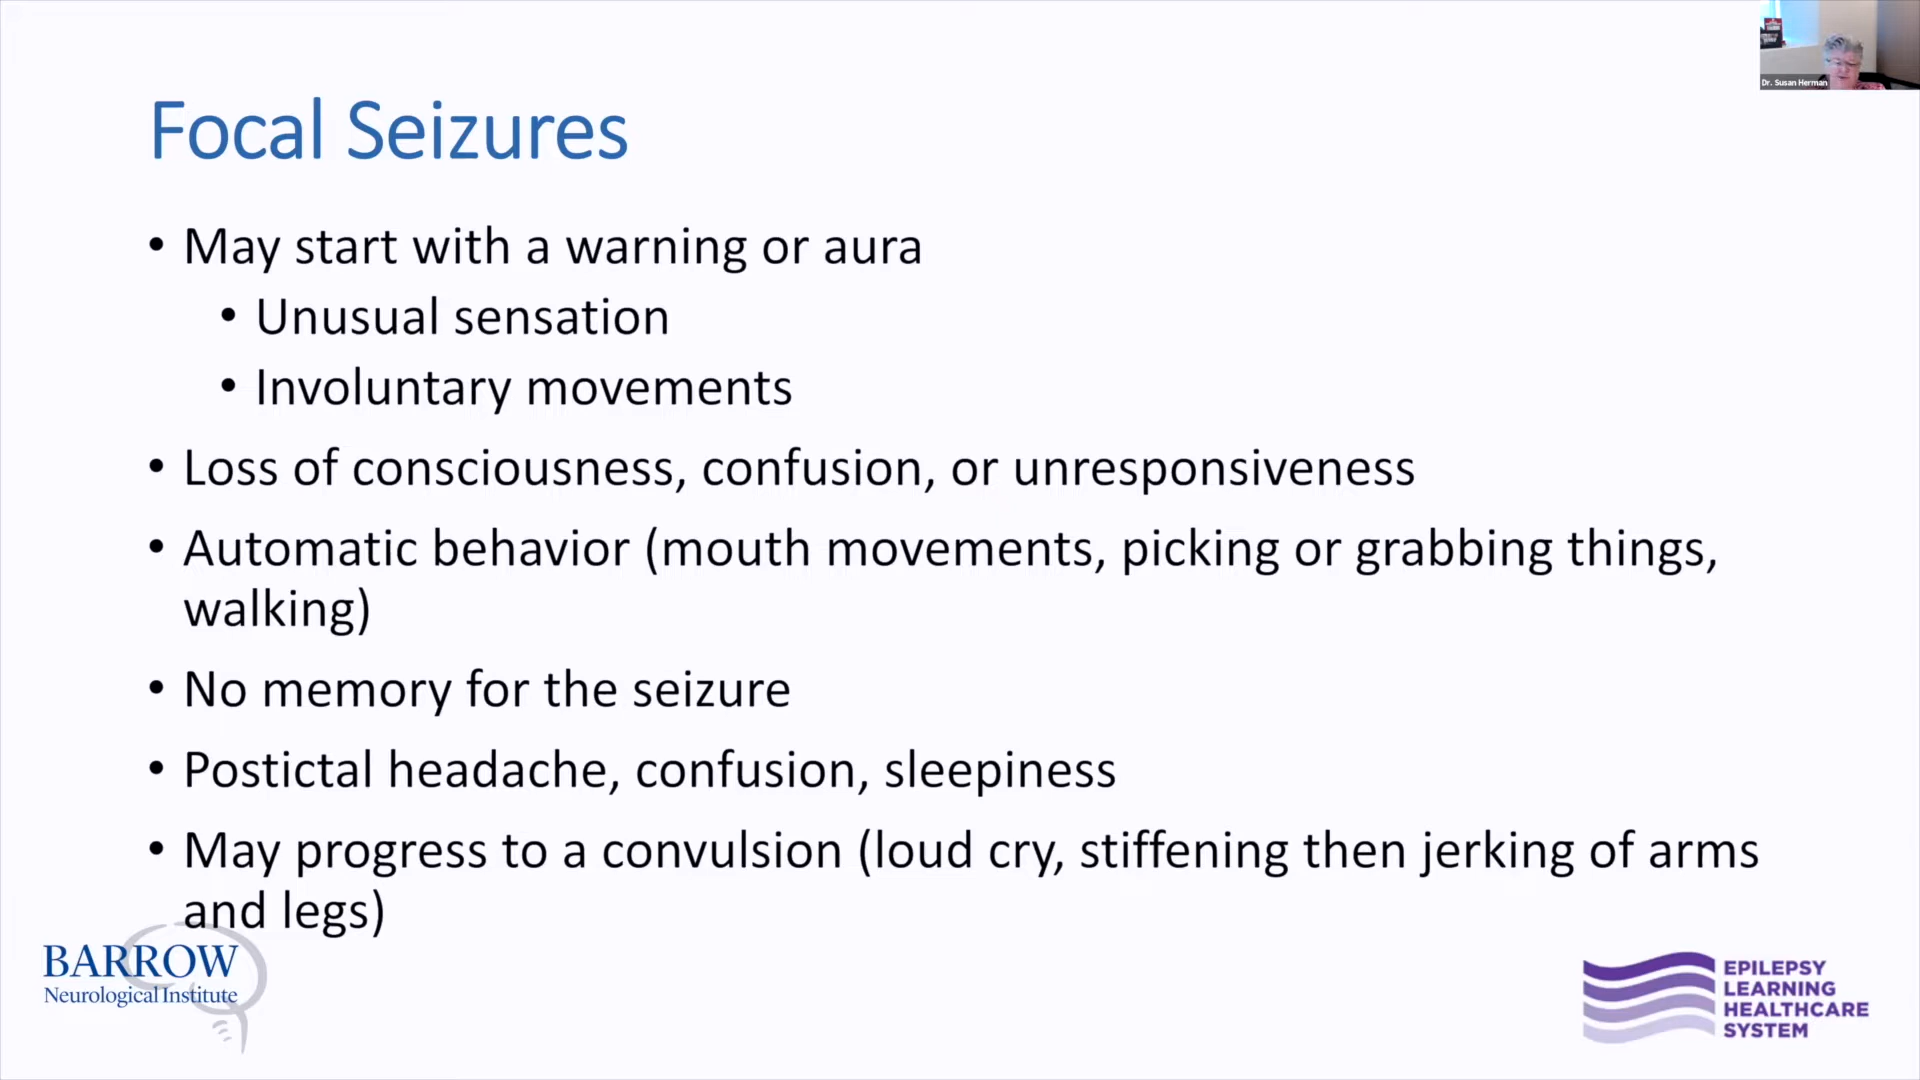 Dr. Susan Herman
Focal Seizures
• May start with a warning or aura
• Unusual sensation
• Involuntary movements
• Loss of consciousness, confusion, or unresponsiveness
• Automatic behavior (mouth movements, picking or grabbing things,
walking)
• No memory for the seizure
• Postictal headache, confusion, sleepiness
• May progress to a convulsion (loud cry, stiffening then jerking of arms
and legs)
BARROW
Neurological Institute
EPILEPSY
LEARNING
HEALTHCARE
SYSTEM